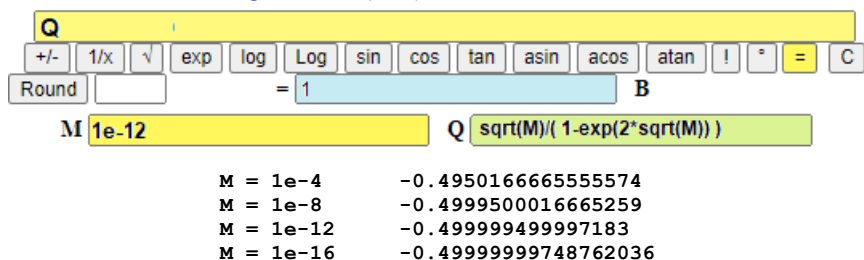 Q
+/- 1/x √ exp log Log sin cos tan asin acos atan ! ° = C
Round = 1 B
M 1e-12 Q sqrt(M)/( 1-exp(2*sqrt(M)) )
M = 1e-4 -0.4950166665555574
M = 1e-8 -0.4999500016665259
M = 1e-12 -0.499999499997183
M = 1e-16 -0.49999999748762036